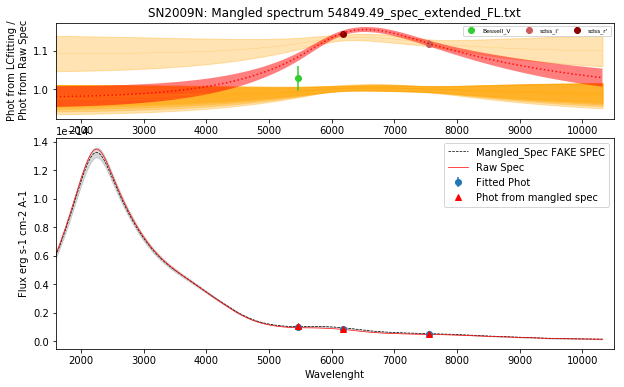 SN2009N: Mangled spectrum 54849.49_spec_extended_FL.txt
Phot from LCfitting /
Phot from Raw Spec
1.1
1.0
Bessell_V
sdss_i'
sdss_r'
2000 3000 4000 5000 6000 7000 8000 9000 10000
1e−14
Flux erg s-1 cm-2 A-1
1.4
1.2
1.0
0.8
0.6
0.4
0.2
0.0
Mangled_Spec FAKE SPEC
Raw Spec
Fitted Phot
Phot from mangled spec
2000 3000 4000 5000 6000 7000 8000 9000 10000
Wavelenght